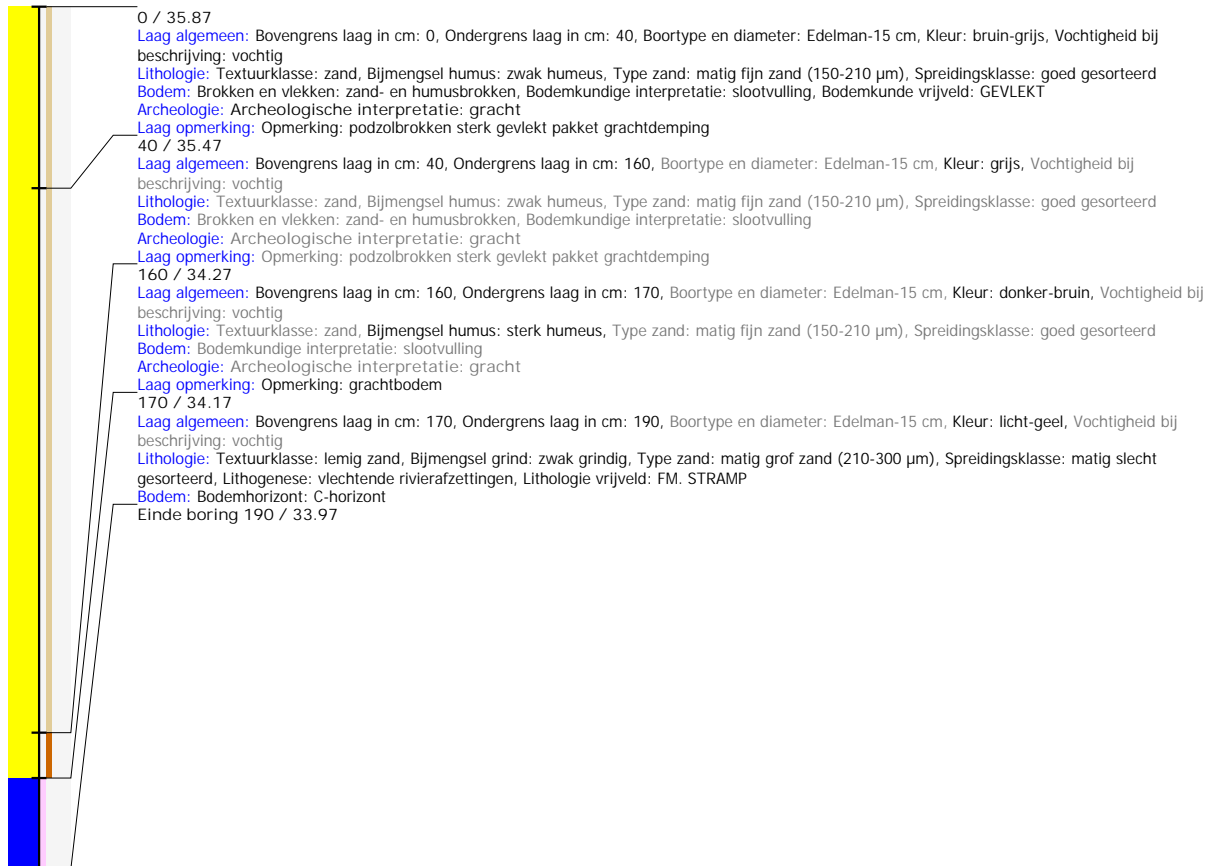 0 / 35.87
Laag algemeen: Bovengrens laag in cm: 0, Ondergrens laag in cm: 40, Boortype en diameter: Edelman-15 cm, Kleur: bruin-grijs, Vochtigheid bij
beschrijving: vochtig
Lithologie: Textuurklasse: zand, Bijmengsel humus: zwak humeus, Type zand: matig fijn zand (150-210 µm), Spreidingsklasse: goed gesorteerd
Bodem: Brokken en vlekken: zand- en humusbrokken, Bodemkundige interpretatie: slootvulling, Bodemkunde vrijveld: GEVLEKT
Archeologie: Archeologische interpretatie: gracht
Laag opmerking: Opmerking: podzolbrokken sterk gevlekt pakket grachtdemping
40 / 35.47
Laag algemeen: Bovengrens laag in cm: 40, Ondergrens laag in cm: 160, Boortype en diameter: Edelman-15 cm, Kleur: grijs, Vochtigheid bij
beschrijving: vochtig
Lithologie: Textuurklasse: zand, Bijmengsel humus: zwak humeus, Type zand: matig fijn zand (150-210 µm), Spreidingsklasse: goed gesorteerd
Bodem: Brokken en vlekken: zand- en humusbrokken, Bodemkundige interpretatie: slootvulling
Archeologie: Archeologische interpretatie: gracht
Laag opmerking: Opmerking: podzolbrokken sterk gevlekt pakket grachtdemping
160 / 34.27
Laag algemeen: Bovengrens laag in cm: 160, Ondergrens laag in cm: 170, Boortype en diameter: Edelman-15 cm, Kleur: donker-bruin, Vochtigheid bij
beschrijving: vochtig
Lithologie: Textuurklasse: zand, Bijmengsel humus: sterk humeus, Type zand: matig fijn zand (150-210 µm), Spreidingsklasse: goed gesorteerd
Bodem: Bodemkundige interpretatie: slootvulling
Archeologie: Archeologische interpretatie: gracht
Laag opmerking: Opmerking: grachtbodem
170 / 34.17
Laag algemeen: Bovengrens laag in cm: 170, Ondergrens laag in cm: 190, Boortype en diameter: Edelman-15 cm, Kleur: licht-geel, Vochtigheid bij
beschrijving: vochtig
Lithologie: Textuurklasse: lemig zand, Bijmengsel grind: zwak grindig, Type zand: matig grof zand (210-300 µm), Spreidingsklasse: matig slecht
gesorteerd, Lithogenese: vlechtende rivierafzettingen, Lithologie vrijveld: FM. STRAMP
Bodem: Bodemhorizont: C-horizont
Einde boring 190 / 33.97